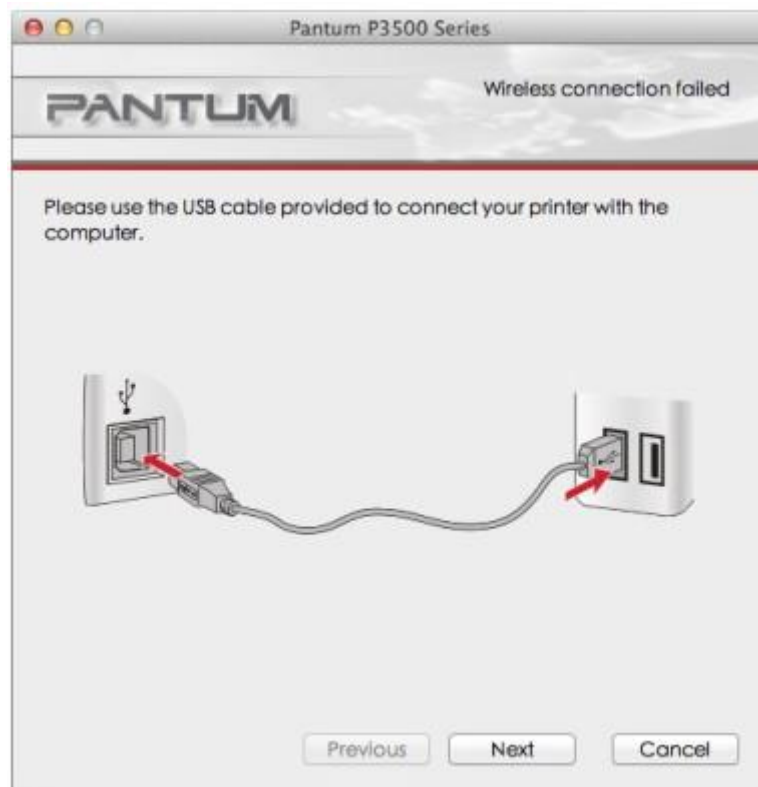 Pantum P3500 Series
PANTUM
Wireless connection failed
Please use the USB cable provided to connect your printer with the
computer.
Previous
Next
Cancel